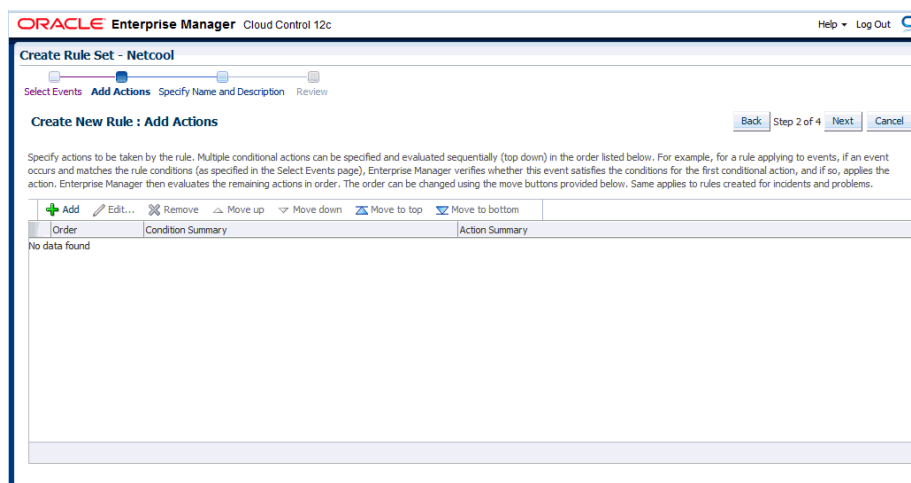 ORACLE Enterprise Manager Cloud Control 12c
Help Log Out
Create Rule Set - Netcool
Select Events Add Actions Specify Name and Description Review
Create New Rule : Add Actions
Back Step 2 of 4 Next Cancel
Specify actions to be taken by the rule. Multiple conditional actions can be specified and evaluated sequentially (top down) in the order listed below. For example, for a rule applying to events, if an event
occurs and matches the rule conditions (as specified in the Select Events page), Enterprise Manager verifies whether this event satisfies the conditions for the first conditional action, and if so, applies the
action. Enterprise Manager then evaluates the remaining actions in order. The order can be changed using the move buttons provided below. Same applies to rules created for incidents and problems.
Add Edit... Remove Move up Move down Move to top Move to bottom
Order Condition Summary Action Summary
No data found